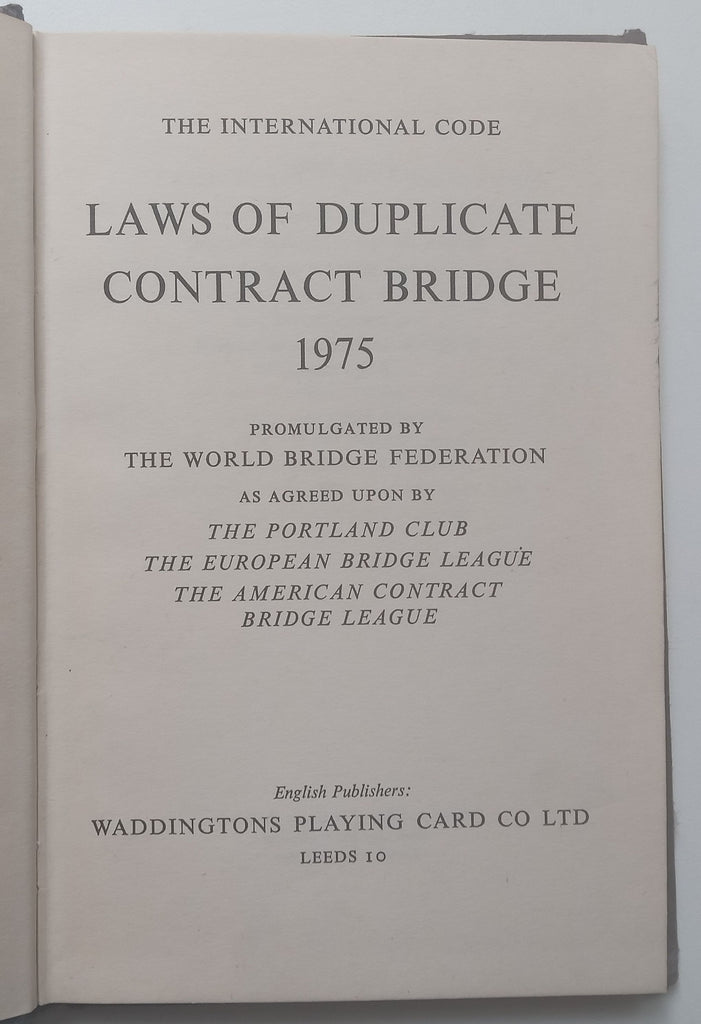 THE INTERNATIONAL CODE
LAWS OF DUPLICATE
CONTRACT BRIDGE
1975
PROMULGATED BY
THE WORLD BRIDGE FEDERATION
AS AGREED UPON BY
THE PORTLAND CLUB
THE EUROPEAN BRIDGE LEAGUE
THE AMERICAN CONTRACT
BRIDGE LEAGUE
English Publishers:
WADDINGTONS PLAYING CARD CO LTD
LEEDS 10